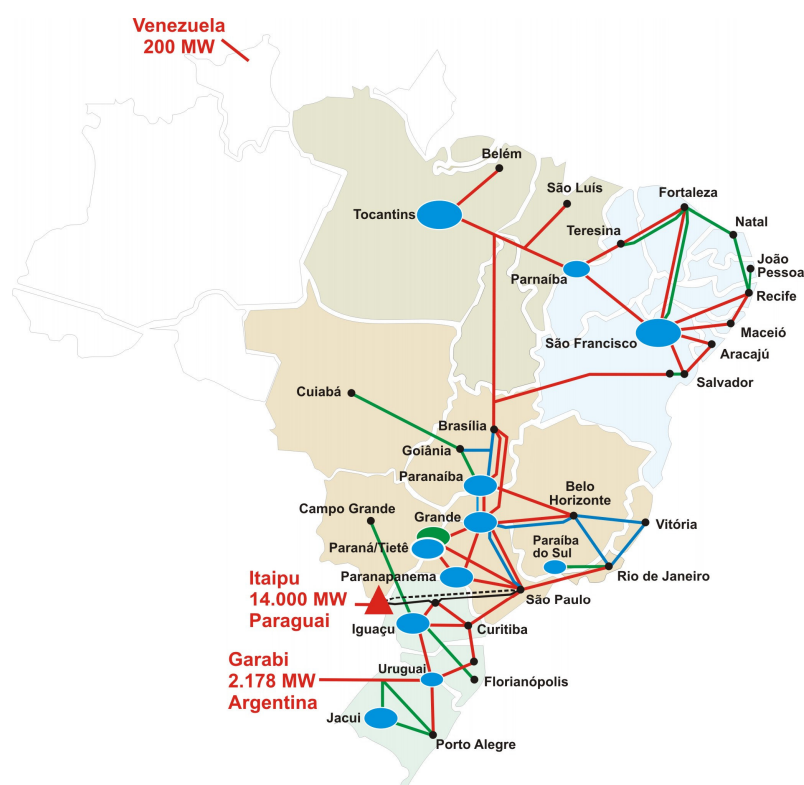 Venezuela
200 MW
Belém
São Luís
Fortaleza
Tocantins
Teresina
Natal
João
Pessoa
Parnaíba
Recife
São Francisco
Maceió
Aracajú
Salvador
Cuiabá
Brasília
Goiânia
Paranaíba
Belo
Horizonte
Campo Grande
Grande
Vitória
Paraíba
do Sul
Paraná/Tietê
Paranapanema
Rio de Janeiro
Itaipu
14.000 MW
Paraguai
São Paulo
Iguaçu
Curitiba
Garabi
2.178 MW
Argentina
Uruguai
Florianópolis
Jacui
Porto Alegre